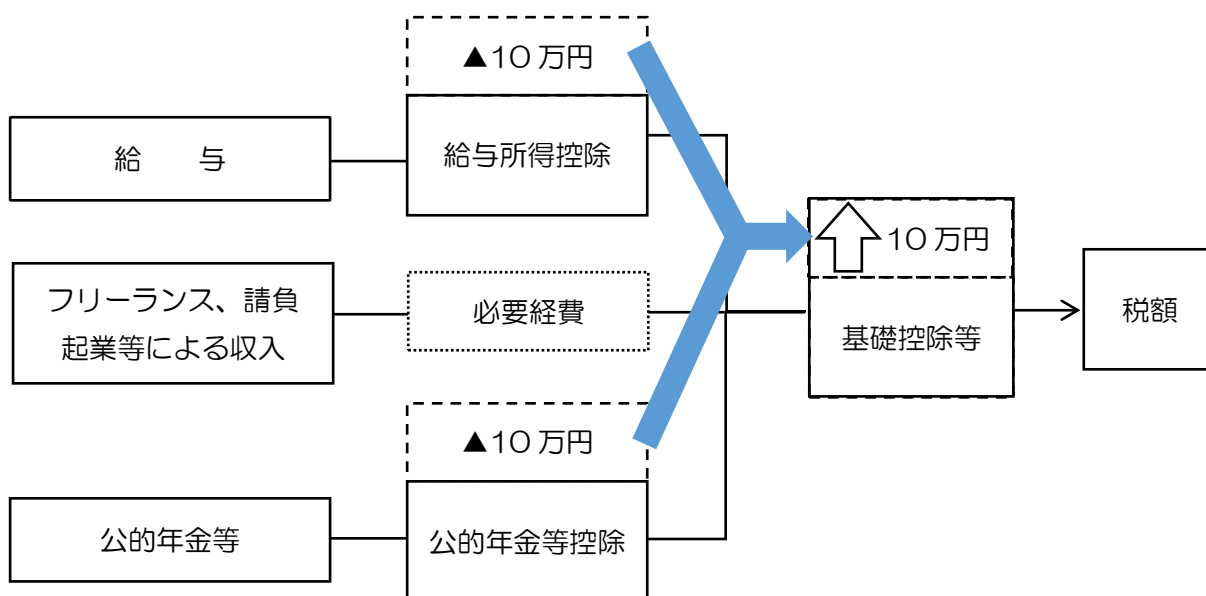 ▲10万円
給与所得控除
給　　与
10万円
基礎控除等
税額
フリーランス、請負
起業等による収入
必要経費
▲10万円
公的年金等控除
公的年金等